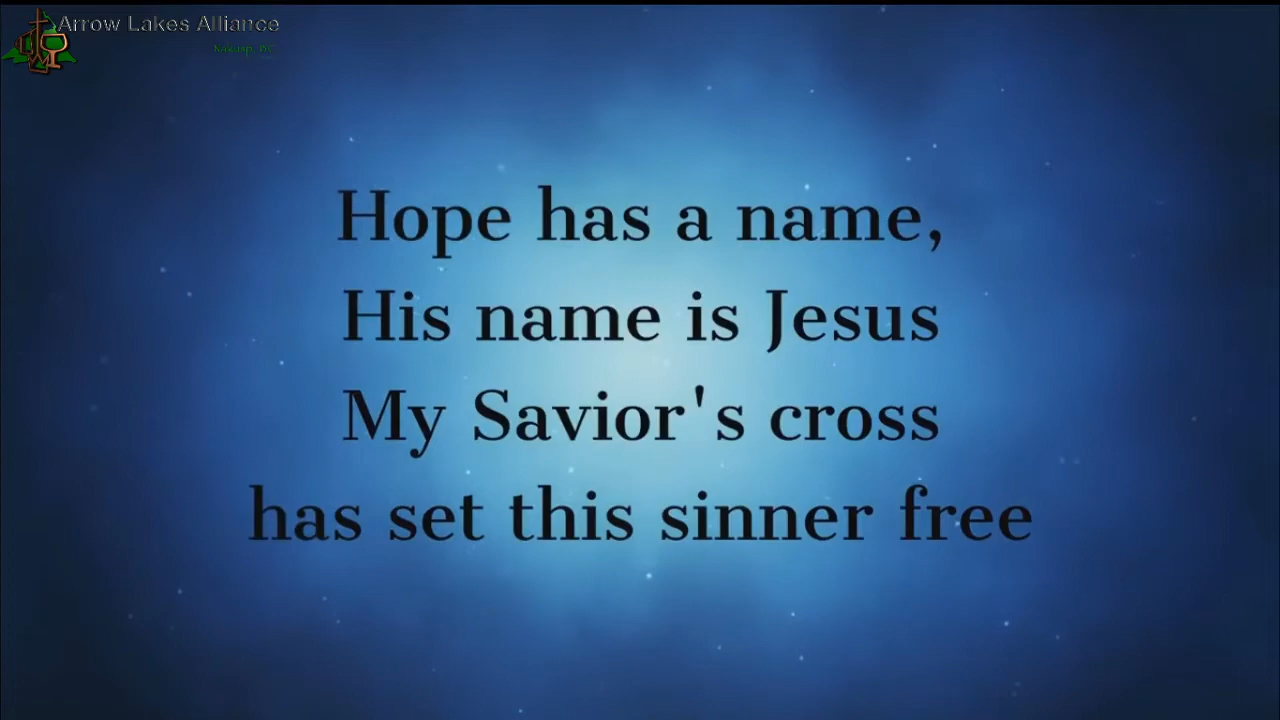 Arrow Lakes Alliance
Hope has a name,
His name is Jesus
My Savior's cross
has set this sinner free